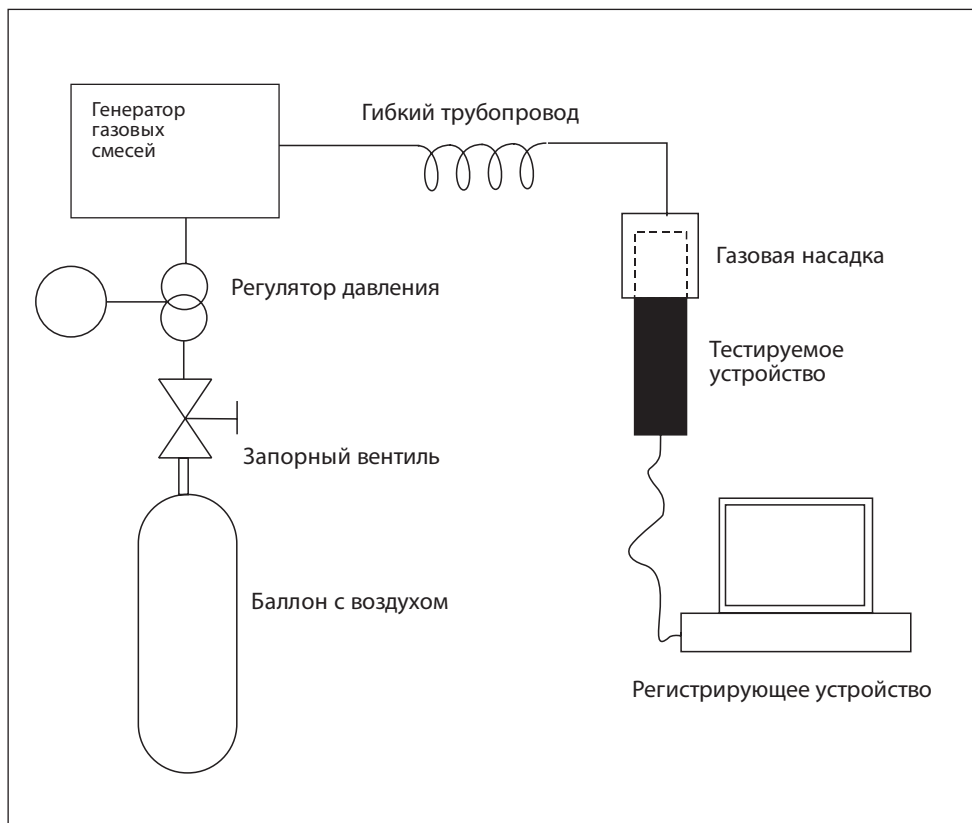 Генератор
газовых
смесей
Гибкий трубопровод
Газовая насадка
Регулятор давления
Тестируемое
устройство
Запорный вентиль
Баллон с воздухом
Регистрирующее устройство